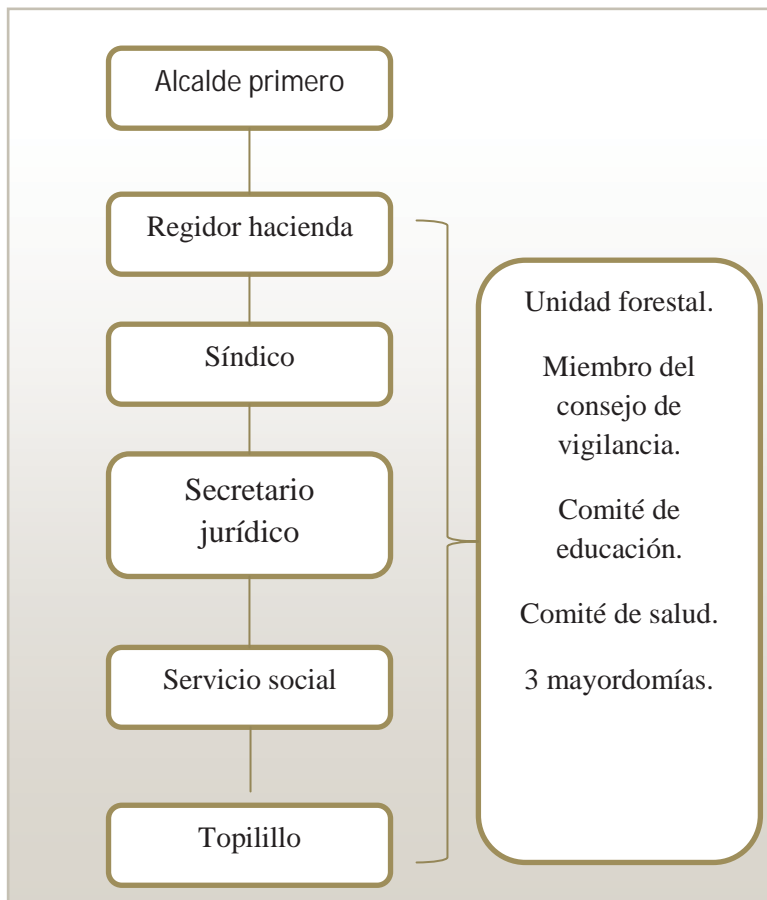 Alcalde primero
Regidor hacienda
Síndico
Secretario
jurídico
Servicio social
Topilillo
Unidad forestal.
Miembro del
consejo de
vigilancia.
Comité de
educación.
Comité de salud.
3 mayordomías.